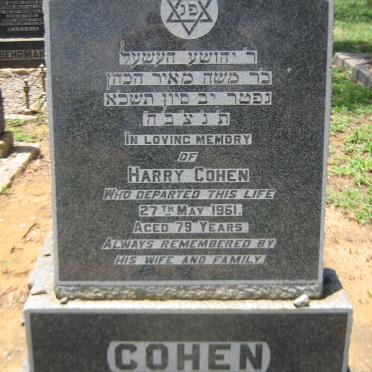 פנ
ר' יהושע העשעל
בר משה מאיר הכהן
נפטר יב סיון תשכא
ת'נ'צ'ב'ה'
IN LOVING MEMORY
OF
HARRY COHEN
WHO DEPARTED THIS LIFE
27TH MAY 1961.
AGED 79 YEARS
ALWAYS REMEMBERED BY
HIS WIFE AND FAMILY.
COHEN